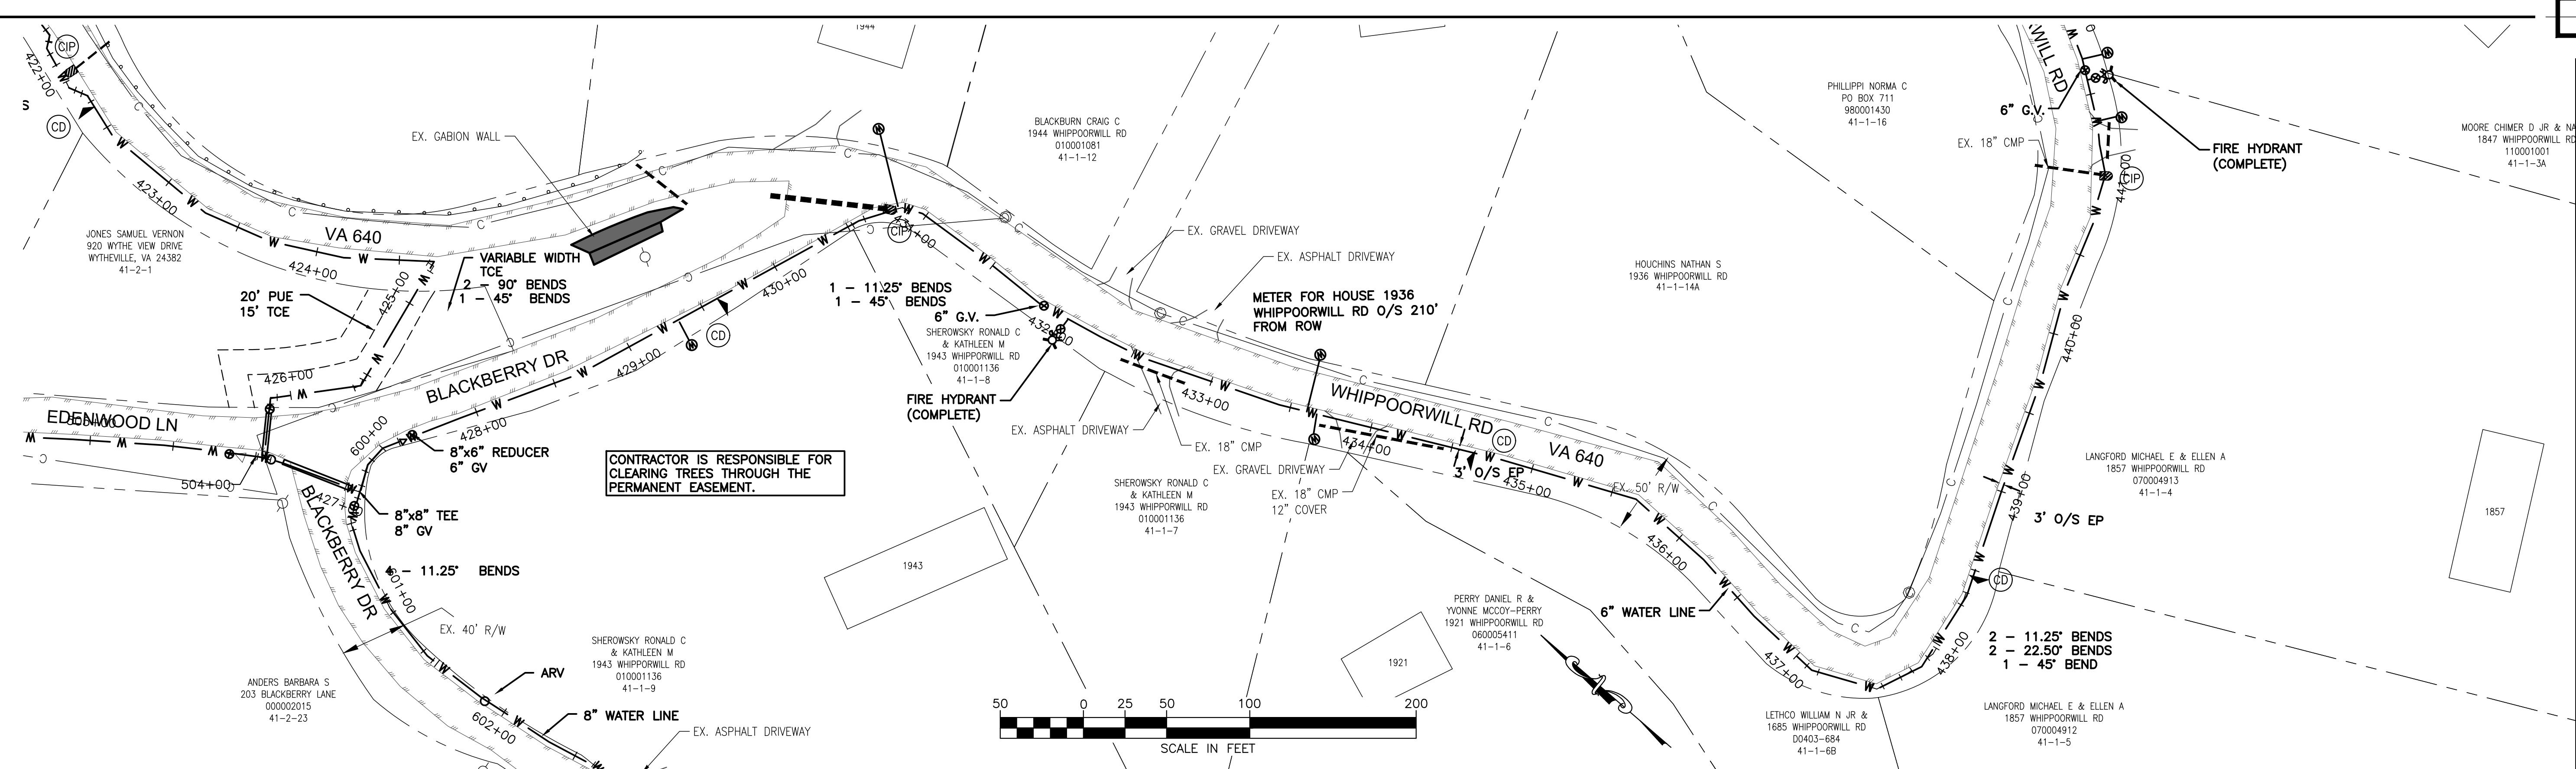 1944
CIP
422+00
S
CD
423+00
JONES SAMUEL VERNON
920 WYTHE VIEW DRIVE
WYTHEVILLE, VA 24382
41-2-1
VA 640
424+00
EX. GABION WALL
VARIABLE WIDTH
TCE
2 - 90° BENDS
1 - 45° BENDS
20' PUE
15' TCE
425+00
426+00
EDENWOOD LN
504+00
BLACKBERRY DR
427+
600+00
428+00
8"x6" REDUCER
6" GV
8"x8" TEE
8" GV
429+00
CD
430+00
CIP
BLACKBERRY DR
4 - 11.25° BENDS
601+00
EX. 40' R/W
CONTRACTOR IS RESPONSIBLE FOR
CLEARING TREES THROUGH THE
PERMANENT EASEMENT.
SHEROWSKY RONALD C
& KATHLEEN M
1943 WHIPPORWILL RD
010001136
41-1-9
ANDERS BARBARA S
203 BLACKBERRY LANE
000002015
41-2-23
ARV
602+00
8" WATER LINE
EX. ASPHALT DRIVEWAY
1 - 11.25° BENDS
1 - 45° BENDS
6" G.V.
SHEROWSKY RONALD C
& KATHLEEN M
1943 WHIPPORWILL RD
010001136
41-1-8
FIRE HYDRANT
(COMPLETE)
BLACKBURN CRAIG C
1944 WHIPPOORWILL RD
010001081
41-1-12
EX. GRAVEL DRIVEWAY
EX. ASPHALT DRIVEWAY
METER FOR HOUSE 1936
WHIPPOORWILL RD O/S 210'
FROM ROW
433+00
EX. ASPHALT DRIVEWAY
EX. 18" CMP
EX. GRAVEL DRIVEWAY
EX. 18" CMP
12" COVER
434+00
WHIPPOORWILL RD
VA 640
CD
3' O/S EP
435+00
EX. 50' R/W
SHEROWSKY RONALD C
& KATHLEEN M
1943 WHIPPORWILL RD
010001136
41-1-7
1943
PERRY DANIEL R &
YVONNE MCCOY-PERRY
1921 WHIPPOORWILL RD
060005411
41-1-6
1921
50 0 25 50 100 200
SCALE IN FEET
436+00
6" WATER LINE
437+00
438+00
HOUCHINS NATHAN S
1936 WHIPPOORWILL RD
41-1-14A
PHILLIPPI NORMA C
PO BOX 711
980001430
41-1-16
WILL RD
6" G.V.
EX. 18" CMP
FIRE HYDRANT
(COMPLETE)
CIP
441+00
440+00
439+00
3' O/S EP
CD
2 - 11.25° BENDS
2 - 22.50° BENDS
1 - 45° BEND
MOORE CHIMER D JR & NA
1847 WHIPPOORWILL RD
110001001
41-1-3A
LANGFORD MICHAEL E & ELLEN A
1857 WHIPPOORWILL RD
070004913
41-1-4
1857
LETHCO WILLIAM N JR &
1685 WHIPPOORWILL RD
D0403-684
41-1-6B
LANGFORD MICHAEL E & ELLEN A
1857 WHIPPOORWILL RD
070004912
41-1-5